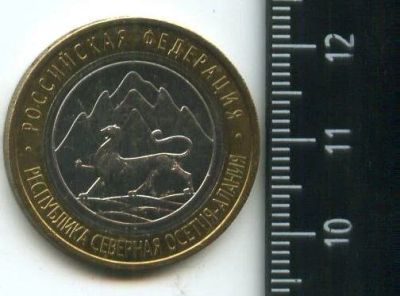 РОССИЙСКАЯ ФЕДЕРАЦИЯ
РЕСПУБЛИКА СЕВЕРНАЯ ОСЕТИЯ-АЛАНИЯ
12
11
10